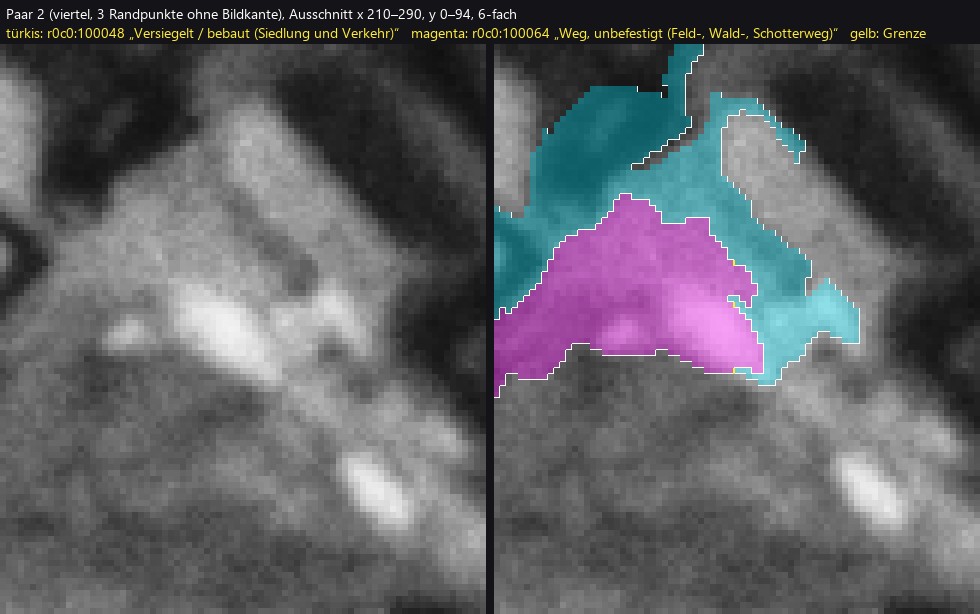 Paar 2 (viertel, 3 Randpunkte ohne Bildkante), Ausschnitt x 210–290, y 0–94, 6-fach
türkis: r0c0:100048 „Versiegelt / bebaut (Siedlung und Verkehr)“ magenta: r0c0:100064 „Weg, unbefestigt (Feld-, Wald-, Schotterweg)“ gelb: Grenze